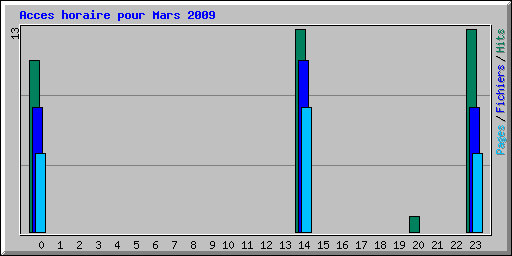 Acces horaire pour Mars 2009
13
Pages/Fichiers/Hits
0 1 2 3 4 5 6 7 8 9 10 11 12 13 14 15 16 17 18 19 20 21 22 23